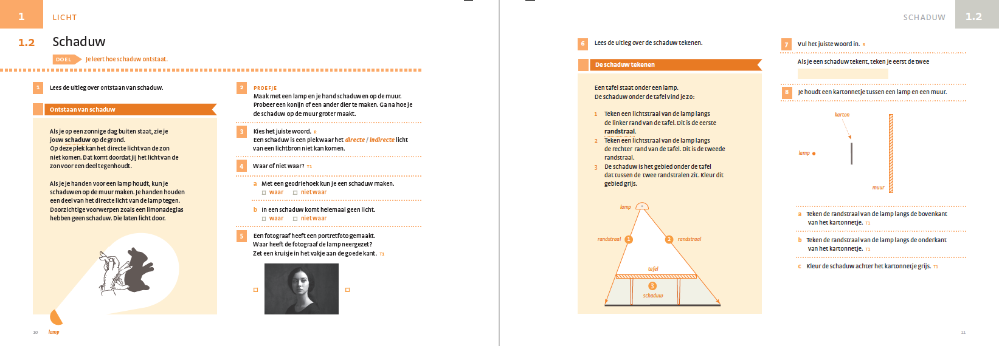 1
LICHT
1.2
Schaduw
DOEL
Je leert hoe schaduw ontstaat.
1
Lees de uitleg over ontstaan van schaduw.
Ontstaan van schaduw
Als je op een zonnige dag buiten staat, zie je
jouw schaduw op de grond.
Op deze plek kan het directe licht van de zon
niet komen. Dat komt doordat jij het licht van de
zon voor een deel tegenhoudt.
Als je je handen voor een lamp houdt, kun je
schaduwen op de muur maken. Je handen houden
een deel van het directe licht van de lamp tegen.
Doorzichtige voorwerpen zoals een limonadeglas
hebben geen schaduw. Die laten licht door.
lamp
10
2
PROEFJE
Maak met een lamp en je hand schaduwen op de muur.
Probeer een konijn of een ander dier te maken. Ga na hoe je
de schaduw op de muur groter maakt.
3
Kies het juiste woord. R
Een schaduw is een plek waar het directe / indirecte licht
van een lichtbron niet kan komen.
4
Waar of niet waar? T1
a Met een geodriehoek kun je een schaduw maken.
waar niet waar
b In een schaduw komt helemaal geen licht.
waar niet waar
5
Een fotograaf heeft een portretfoto gemaakt.
Waar heeft de fotograaf de lamp neergezet?
Zet een kruisje in het vakje aan de goede kant. T1
SCHADUW
1.2
6
Lees de uitleg over de schaduw tekenen.
De schaduw tekenen
Een tafel staat onder een lamp.
De schaduw onder de tafel vind je zo:
1 Teken een lichtstraal van de lamp langs
de linker rand van de tafel. Dit is de eerste
randstraal.
2 Teken een lichtstraal van de lamp langs
de rechter rand van de tafel. Dit is de tweede
randstraal.
3 De schaduw is het gebied onder de tafel
dat tussen de twee randstralen zit. Kleur dit
gebied grijs.
lamp
randstraal 1
2 randstraal
tafel
3
schaduw
7
Vul het juiste woord in. R
Als je een schaduw tekent, teken je eerst de twee
8
Je houdt een kartonnetje tussen een lamp en een muur.
karton
lamp
muur
a Teken de randstraal van de lamp langs de bovenkant
van het kartonnetje. T1
b Teken de randstraal van de lamp langs de onderkant
van het kartonnetje. T1
c Kleur de schaduw achter het kartonnetje grijs. T1
11